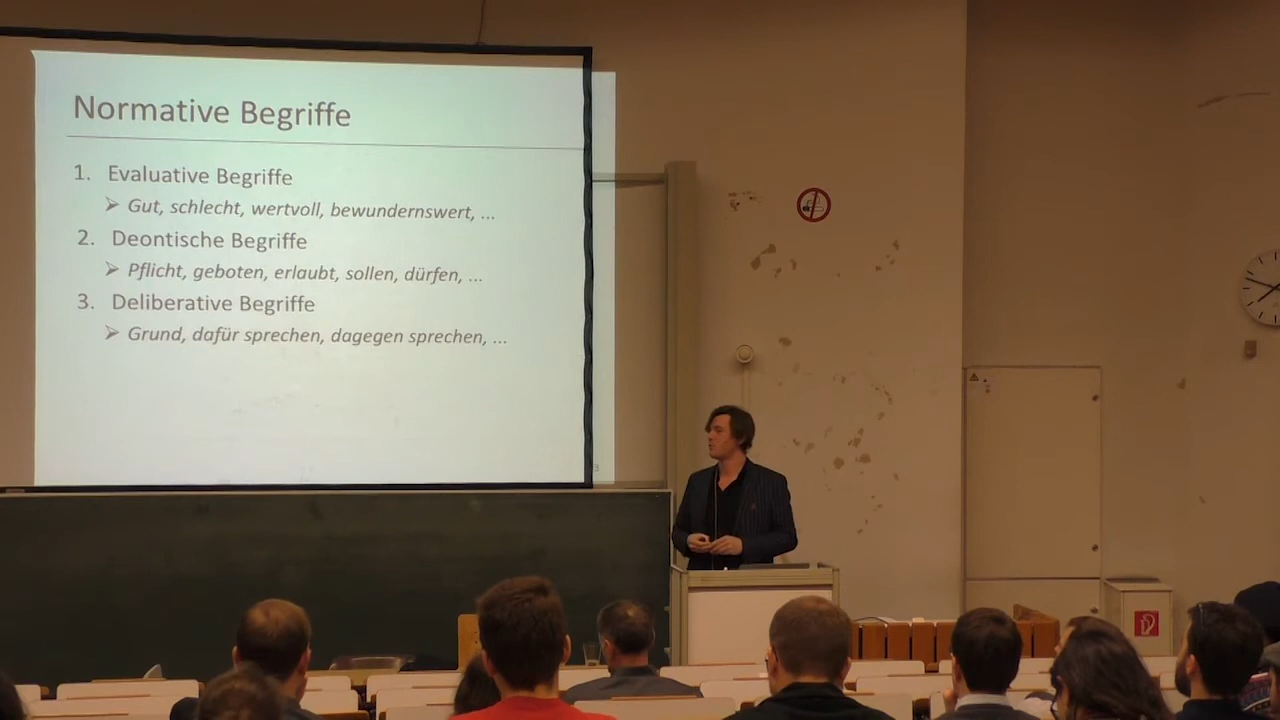 Normative Begriffe
1. Evaluative Begriffe
➢ Gut, schlecht, wertvoll, bewundernswert, ...
2. Deontische Begriffe
➢ Pflicht, geboten, erlaubt, sollen, dürfen, ...
3. Deliberative Begriffe
➢ Grund, dafür sprechen, dagegen sprechen, ...
3